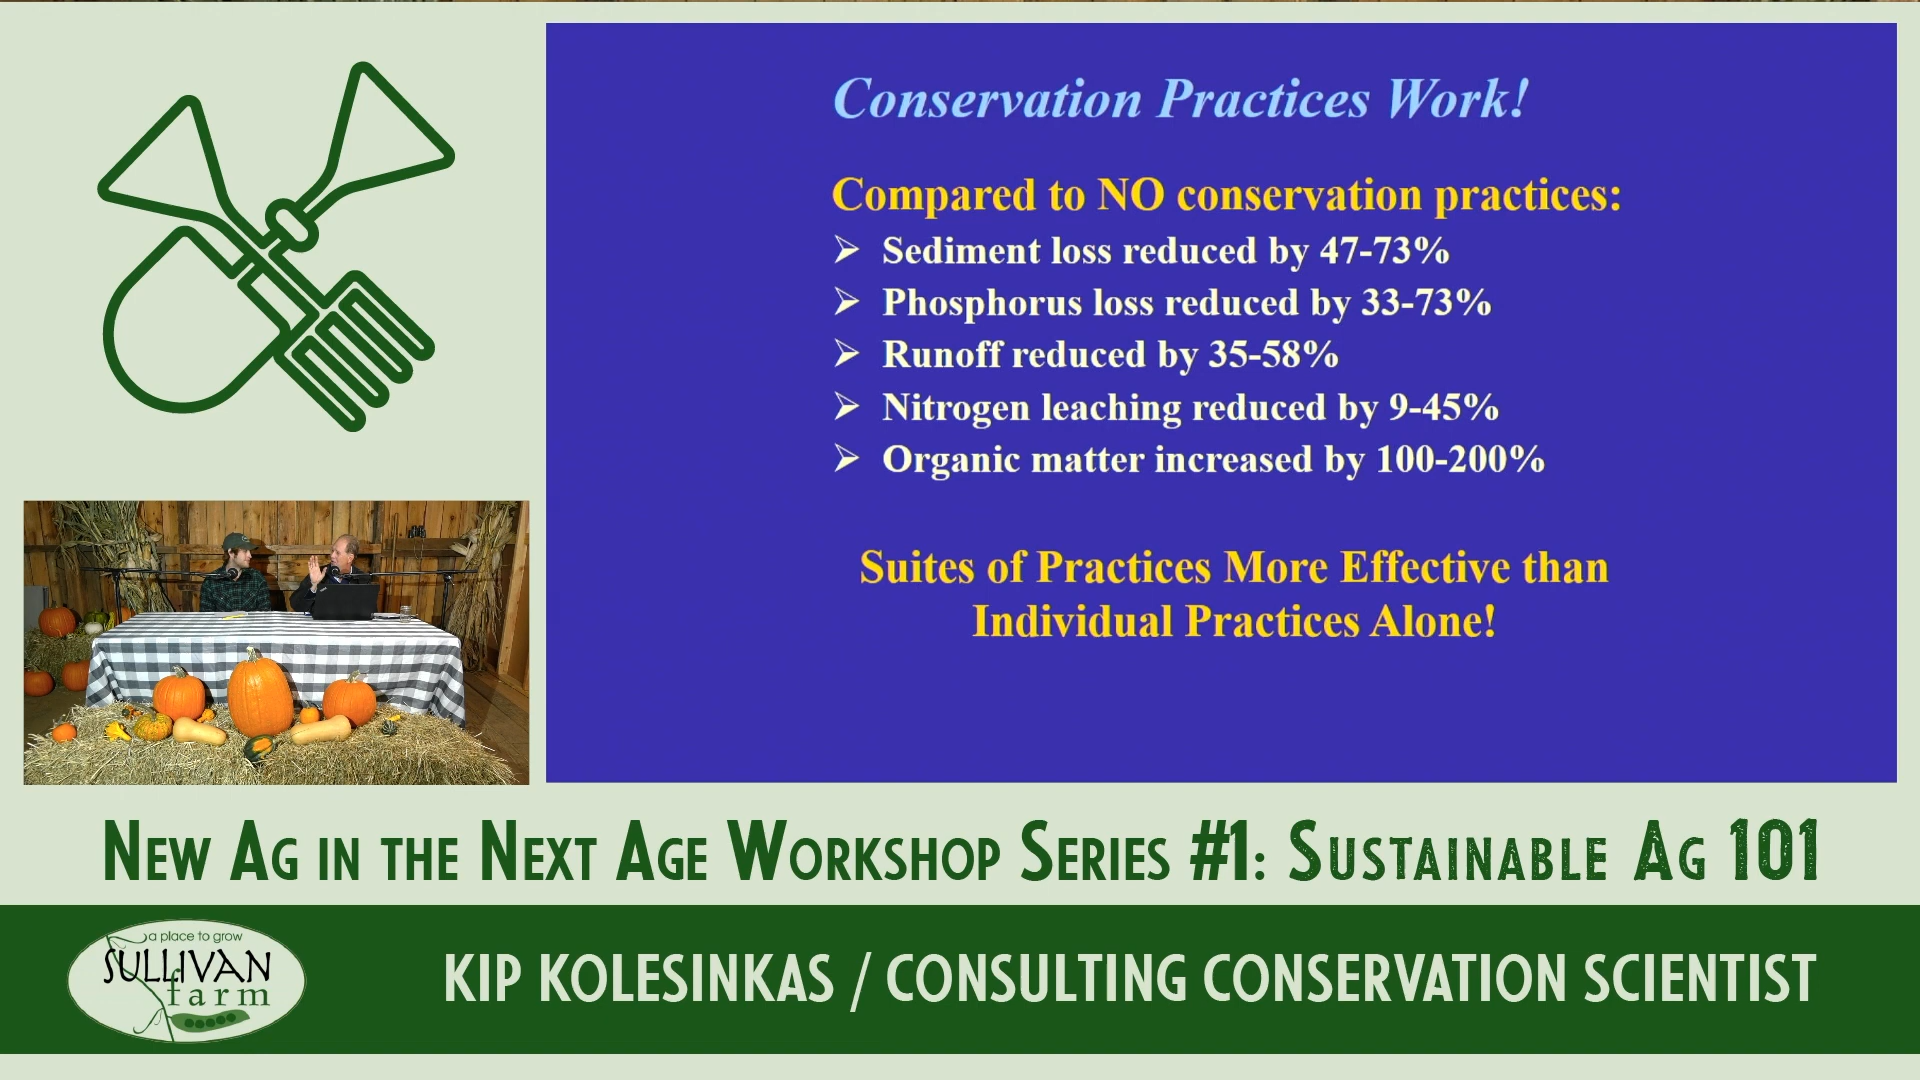 Conservation Practices Work!
Compared to NO conservation practices:
➢ Sediment loss reduced by 47-73%
➢ Phosphorus loss reduced by 33-73%
➢ Runoff reduced by 35-58%
➢ Nitrogen leaching reduced by 9-45%
➢ Organic matter increased by 100-200%
Suites of Practices More Effective than
Individual Practices Alone!
New Ag in the Next Age Workshop Series #1: Sustainable Ag 101
a place to grow
SULLIVAN
farm
KIP KOLESINKAS / CONSULTING CONSERVATION SCIENTIST